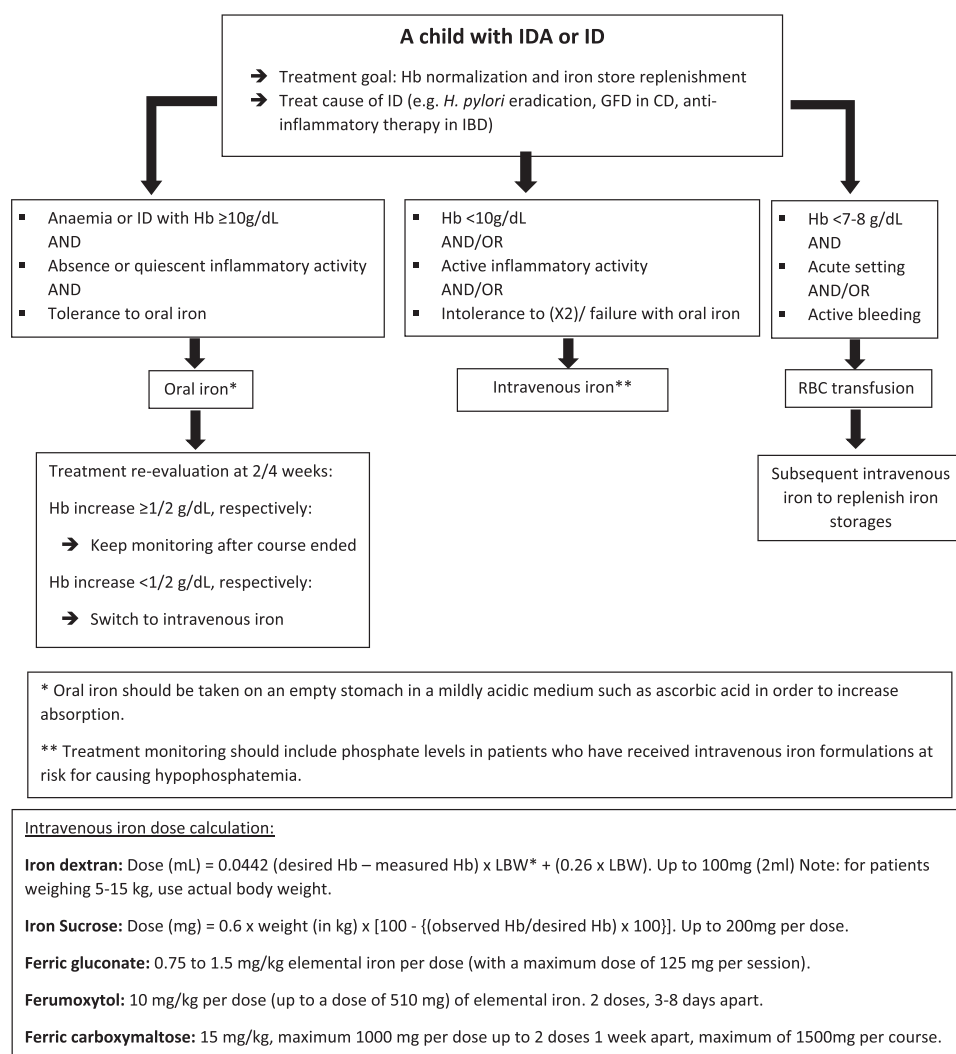 A child with IDA or ID
➔ Treatment goal: Hb normalization and iron store replenishment
➔ Treat cause of ID (e.g. H. pylori eradication, GFD in CD, anti-
inflammatory therapy in IBD)
▪ Anaemia or ID with Hb ≥10g/dL
AND
▪ Absence or quiescent inflammatory activity
AND
▪ Tolerance to oral iron
▪ Hb <10g/dL
AND/OR
▪ Active inflammatory activity
AND/OR
▪ Intolerance to (X2)/ failure with oral iron
▪ Hb <7-8 g/dL
AND
▪ Acute setting
AND/OR
▪ Active bleeding
Oral iron*
Intravenous iron**
RBC transfusion
Treatment re-evaluation at 2/4 weeks:
Hb increase ≥1/2 g/dL, respectively:
➔ Keep monitoring after course ended
Hb increase <1/2 g/dL, respectively:
➔ Switch to intravenous iron
Subsequent intravenous
iron to replenish iron
storages
* Oral iron should be taken on an empty stomach in a mildly acidic medium such as ascorbic acid in order to increase
absorption.
** Treatment monitoring should include phosphate levels in patients who have received intravenous iron formulations at
risk for causing hypophosphatemia.
Intravenous iron dose calculation:
Iron dextran: Dose (mL) = 0.0442 (desired Hb – measured Hb) x LBW* + (0.26 x LBW). Up to 100mg (2ml) Note: for patients
weighing 5-15 kg, use actual body weight.
Iron Sucrose: Dose (mg) = 0.6 x weight (in kg) x [100 - {(observed Hb/desired Hb) x 100}]. Up to 200mg per dose.
Ferric gluconate: 0.75 to 1.5 mg/kg elemental iron per dose (with a maximum dose of 125 mg per session).
Ferumoxytol: 10 mg/kg per dose (up to a dose of 510 mg) of elemental iron. 2 doses, 3-8 days apart.
Ferric carboxymaltose: 15 mg/kg, maximum 1000 mg per dose up to 2 doses 1 week apart, maximum of 1500mg per course.